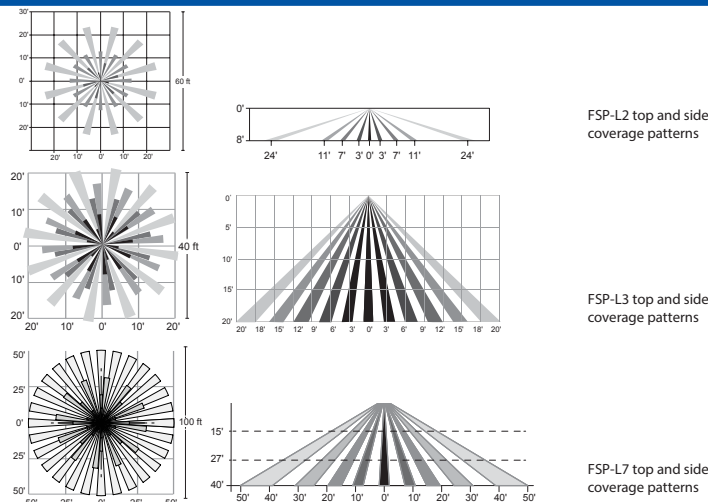 30'
20'
10'
0'
10'
20'
20' 10' 0' 10' 20'
60 ft
0'
8'
24' 11' 7' 3' 0' 3' 7' 11' 24'
FSP-L2 top and side
coverage patterns
20'
10'
0'
10'
20'
20' 10' 0' 10' 20'
40 ft
0'
5'
10'
15'
20'
20' 18' 15' 12' 9' 6' 3' 0' 3' 6' 9' 12' 15' 18' 20'
FSP-L3 top and side
coverage patterns
50'
25'
0'
25'
50'
50' 25' 0' 25' 50'
100 ft
15'
27'
40'
50' 40' 30' 20' 10' 0' 10' 20' 30' 40' 50'
FSP-L7 top and side
coverage patterns